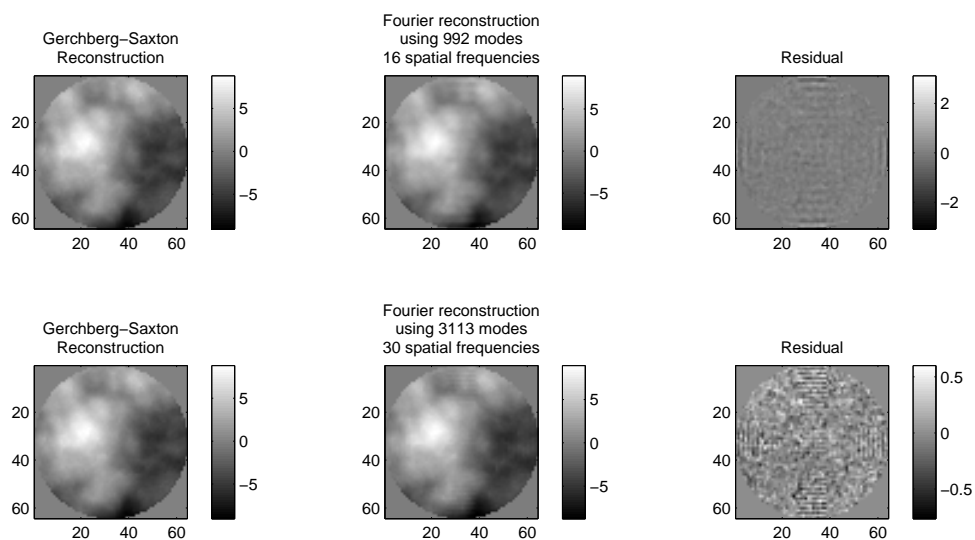 Gerchberg−Saxton
Reconstruction
20
40
60
20 40 60
5
0
−5
Fourier reconstruction
using 992 modes
16 spatial frequencies
20
40
60
20 40 60
5
0
−5
Residual
20
40
60
20 40 60
2
0
−2
Gerchberg−Saxton
Reconstruction
20
40
60
20 40 60
5
0
−5
Fourier reconstruction
using 3113 modes
30 spatial frequencies
20
40
60
20 40 60
5
0
−5
Residual
20
40
60
20 40 60
0.5
0
−0.5